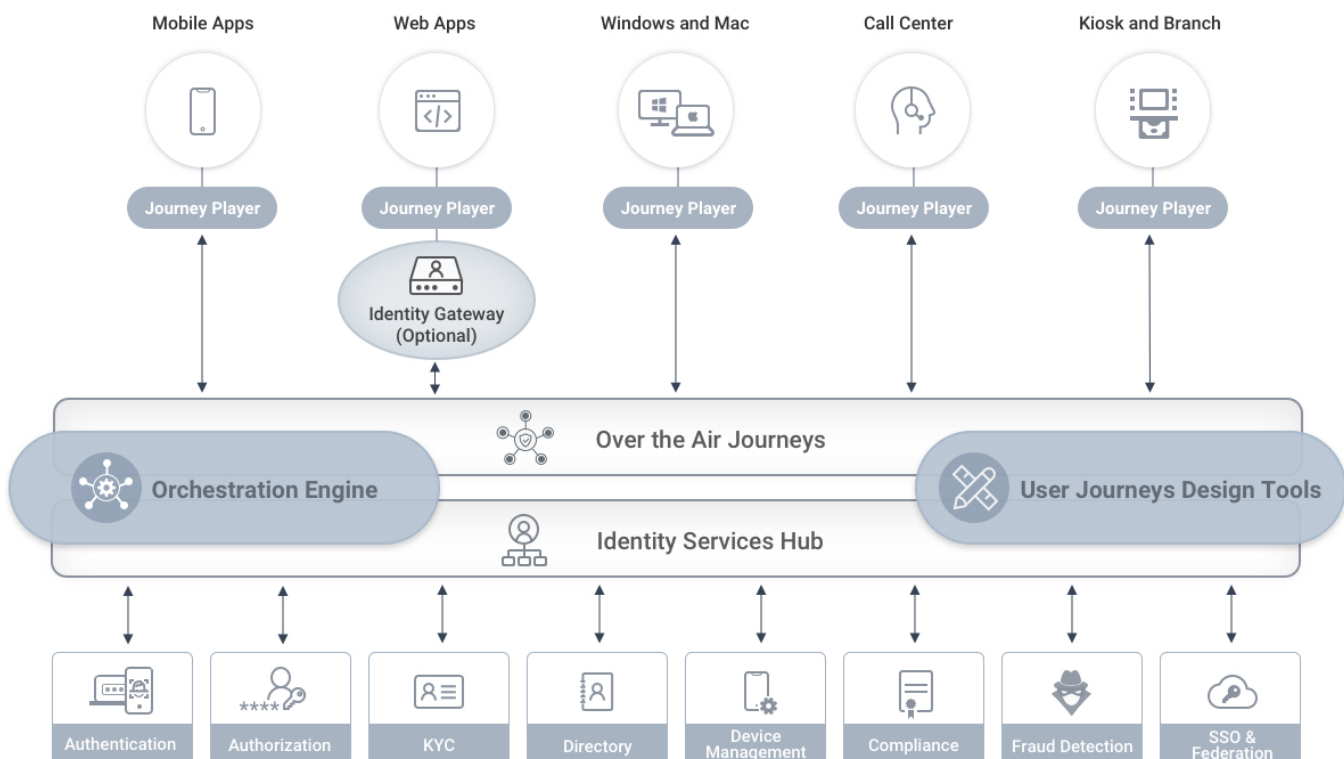 Mobile Apps
Web Apps
Windows and Mac
Call Center
Kiosk and Branch
</>
Journey Player
Journey Player
Journey Player
Journey Player
Journey Player
Identity Gateway
(Optional)
Over the Air Journeys
Orchestration Engine
User Journeys Design Tools
Identity Services Hub
****
Authentication
Authorization
KYC
Directory
Device
Management
Compliance
Fraud Detection
SSO &
Federation